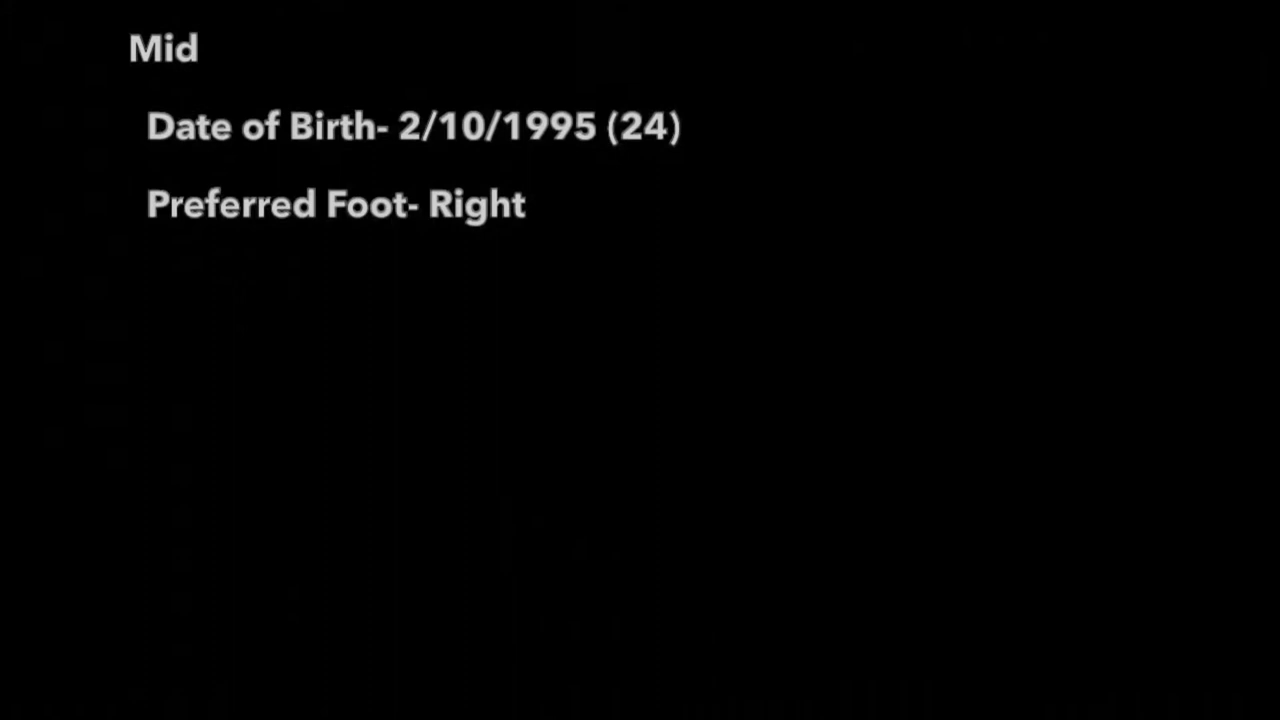 Mid
Date of Birth- 2/10/1995 (24)
Preferred Foot- Right